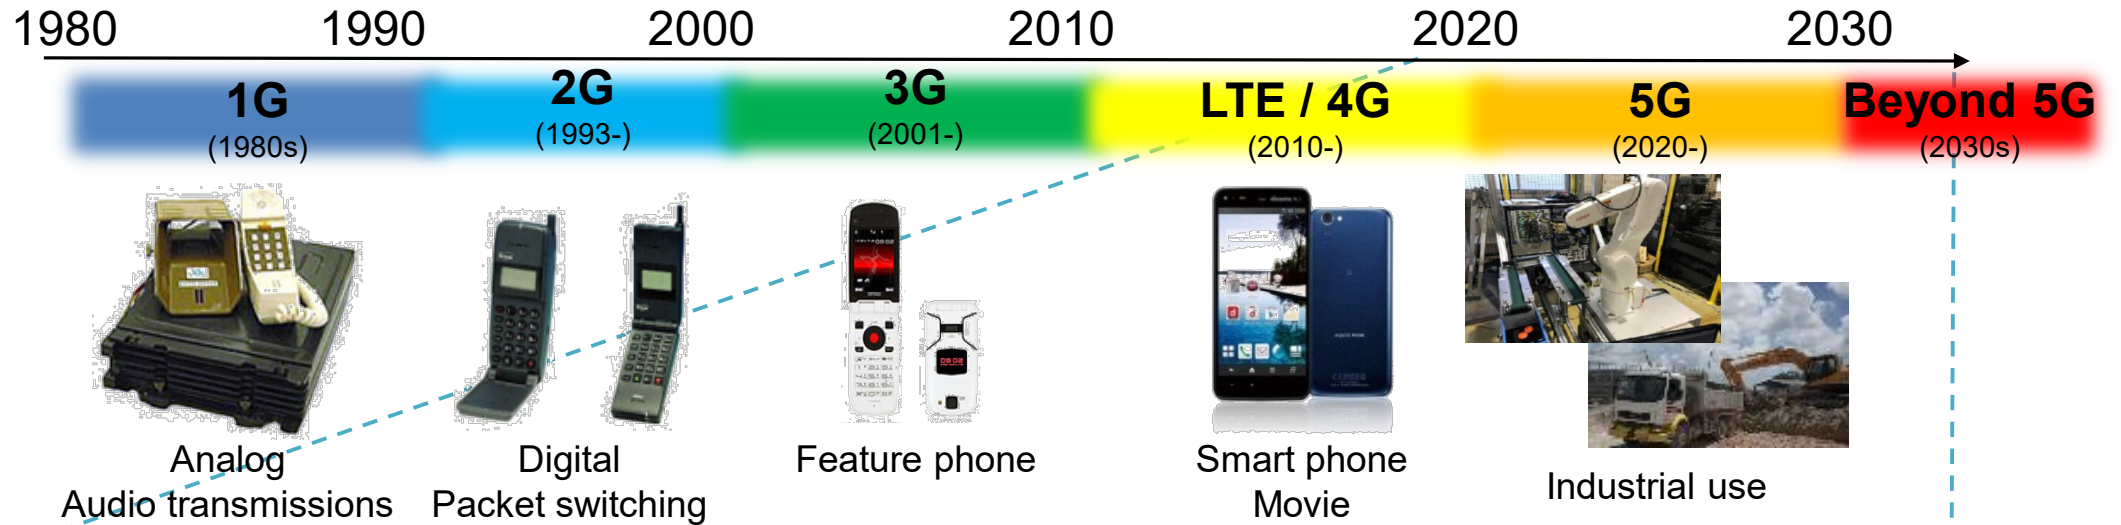 1980 1990 2000 2010 2020 2030
1G 2G 3G LTE / 4G 5G Beyond 5G
(1980s) (1993-) (2001-) (2010-) (2020-) (2030s)
Analog
Audio transmissions
Digital
Packet switching
Feature phone
Smart phone
Movie
Industrial use